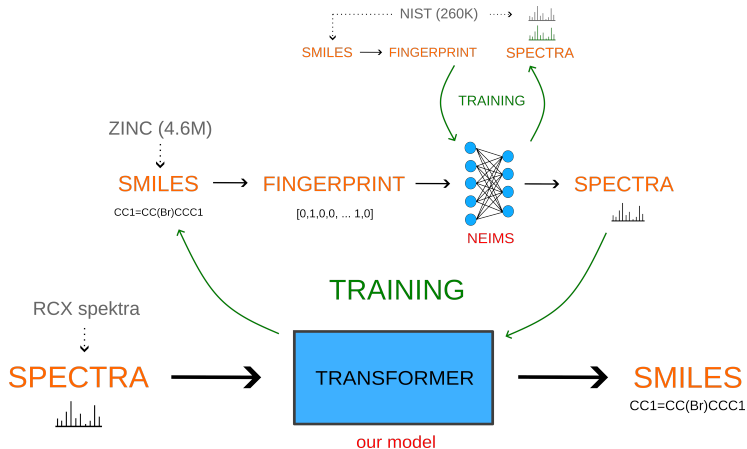 NIST (260K)
SMILES
FINGERPRINT
SPECTRA
TRAINING
ZINC (4.6M)
SMILES
FINGERPRINT
SPECTRA
CC1=CC(Br)CCC1
[0,1,0,0, ... 1,0]
NEIMS
TRAINING
RCX spektra
SPECTRA
TRANSFORMER
SMILES
CC1=CC(Br)CCC1
our model